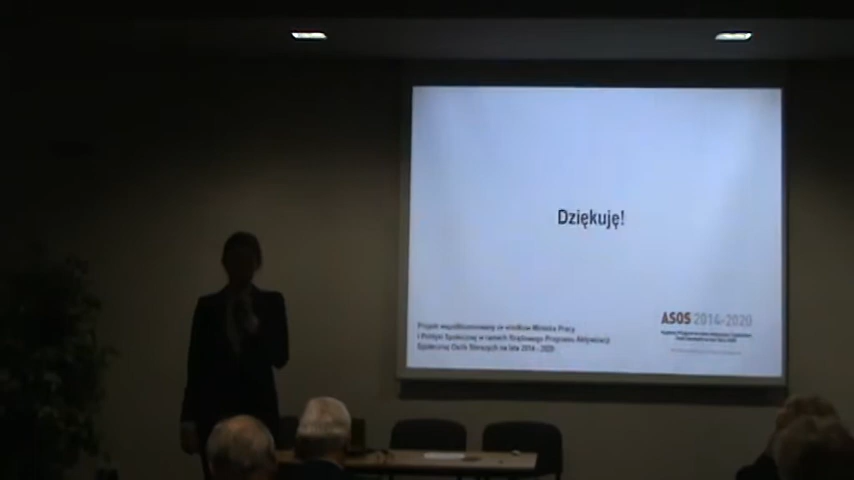 Dziękuję!
ASOS 2014-2020
Projekt współfinansowany ze środków Ministra Pracy
i Polityki Społecznej w ramach Rządowego Programu Aktywizacji
Społecznej Osób Starszych na lata 2014 - 2020